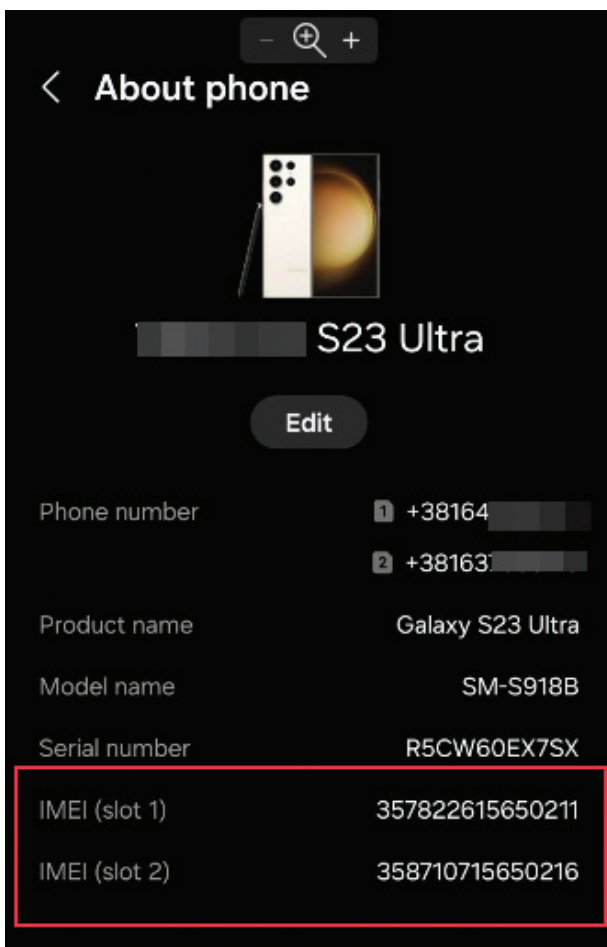 About phone
S23 Ultra
Edit
Phone number 1 +38164
2 +38163
Product name Galaxy S23 Ultra
Model name SM-S918B
Serial number R5CW60EX7SX
IMEI (slot 1) 357822615650211
IMEI (slot 2) 358710715650216